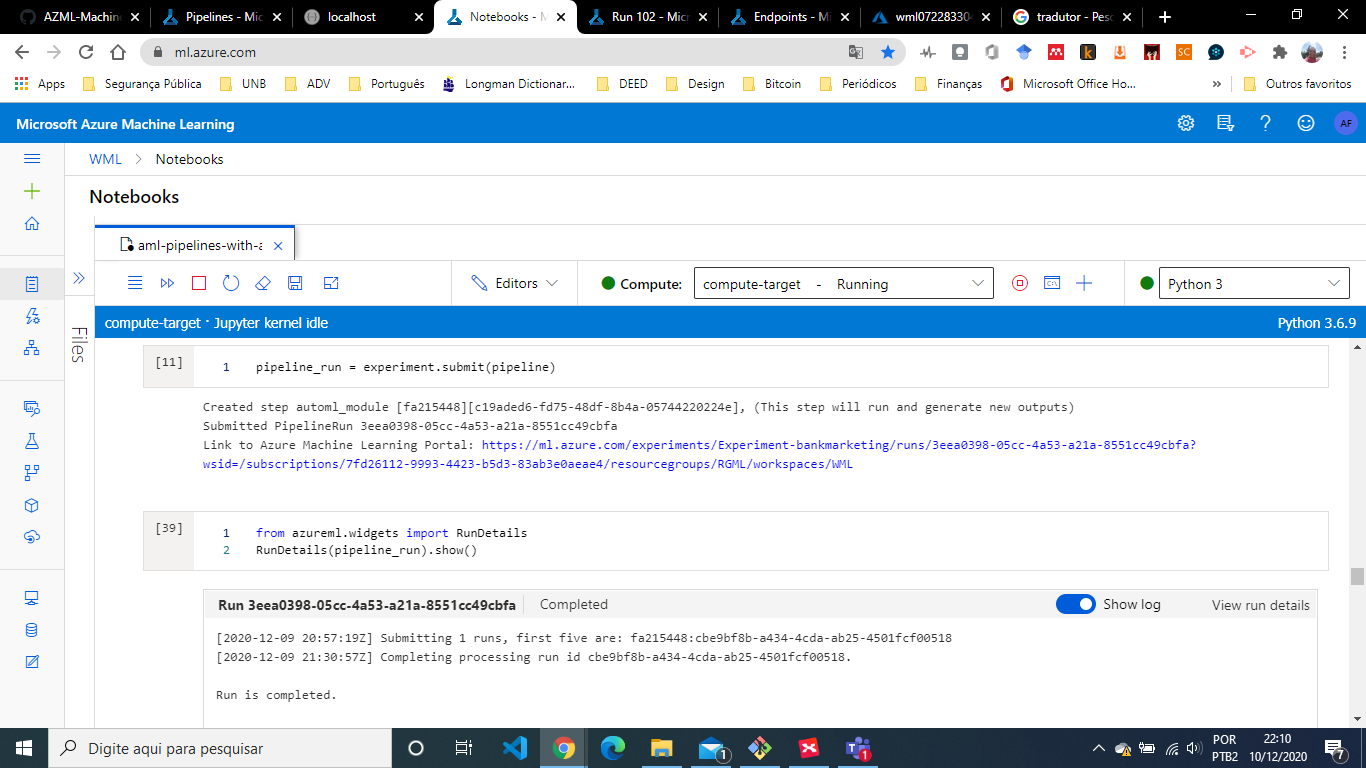 AZML-Machin
Pipelines - Mic
localhost
Notebooks - M
Run 102 - Micr
Endpoints - Mi
wml072283304
tradutor - Pesc
ml.azure.com
Apps
Segurança Pública
UNB
ADV
Português
Longman Dictionar...
DEED
Design
Bitcoin
Periódicos
Finanças
Microsoft Office Ho...
»
Outros favoritos
Microsoft Azure Machine Learning
AF
WML > Notebooks
Notebooks
aml-pipelines-with-a
Editors
Compute:
compute-target - Running
Python 3
compute-target · Jupyter kernel idle
Python 3.6.9
Files
[11]
1 pipeline_run = experiment.submit(pipeline)
Created step automl_module [fa215448][c19aded6-fd75-48df-8b4a-05744220224e], (This step will run and generate new outputs)
Submitted PipelineRun 3eea0398-05cc-4a53-a21a-8551cc49cbfa
Link to Azure Machine Learning Portal: https://ml.azure.com/experiments/Experiment-bankmarketing/runs/3eea0398-05cc-4a53-a21a-8551cc49cbfa?
wsid=/subscriptions/7fd26112-9993-4423-b5d3-83ab3e0aeae4/resourcegroups/RGML/workspaces/WML
[39]
1 from azureml.widgets import RunDetails
2 RunDetails(pipeline_run).show()
Run 3eea0398-05cc-4a53-a21a-8551cc49cbfa
Completed
Show log
View run details
[2020-12-09 20:57:19Z] Submitting 1 runs, first five are: fa215448:cbe9bf8b-a434-4cda-ab25-4501fcf00518
[2020-12-09 21:30:57Z] Completing processing run id cbe9bf8b-a434-4cda-ab25-4501fcf00518.
Run is completed.
Digite aqui para pesquisar
POR
PTB2
22:10
10/12/2020